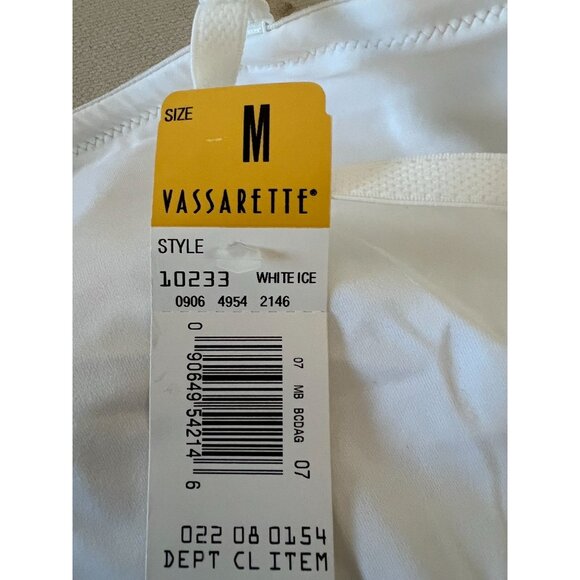 SIZE
M
VASSARETTE®
STYLE
10233 WHITE ICE
0906 4954 2146
0 90649 54214 6
07 MB BCDAG 07
022 08 0154
DEPT CL ITEM